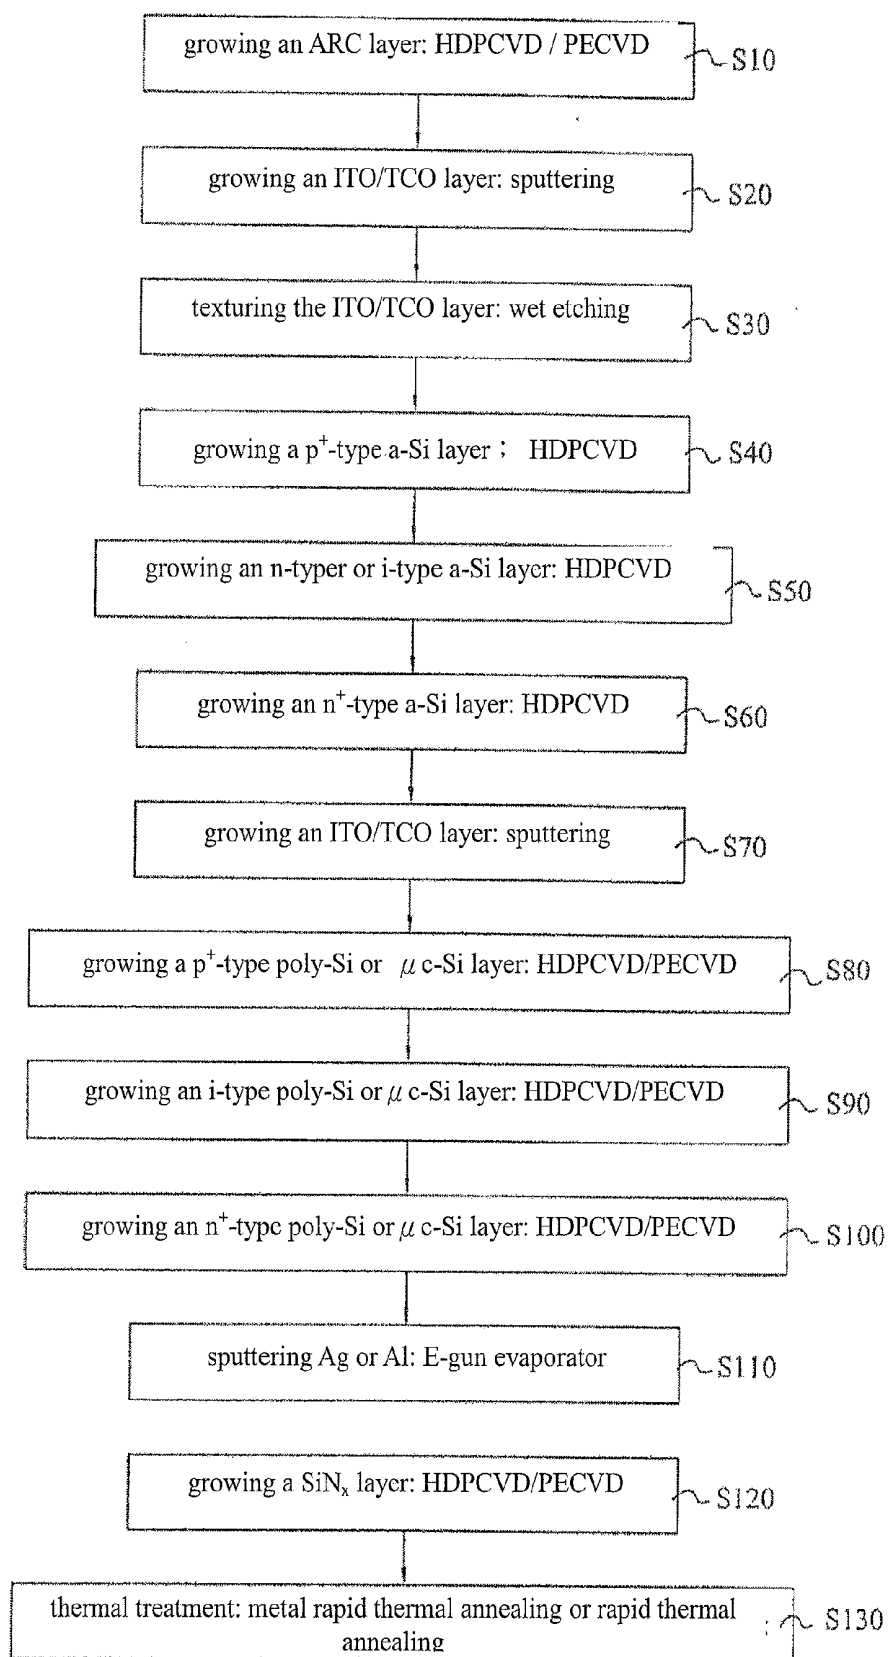 growing an ARC layer: HDPCVD / PECVD
S10
growing an ITO/TCO layer: sputtering
S20
texturing the ITO/TCO layer: wet etching
S30
growing a p⁺-type a-Si layer ; HDPCVD
S40
growing an n-typer or i-type a-Si layer: HDPCVD
S50
growing an n⁺-type a-Si layer: HDPCVD
S60
growing an ITO/TCO layer: sputtering
S70
growing a p⁺-type poly-Si or μc-Si layer: HDPCVD/PECVD
S80
growing an i-type poly-Si or μc-Si layer: HDPCVD/PECVD
S90
growing an n⁺-type poly-Si or μc-Si layer: HDPCVD/PECVD
S100
sputtering Ag or Al: E-gun evaporator
S110
growing a SiNₓ layer: HDPCVD/PECVD
S120
thermal treatment: metal rapid thermal annealing or rapid thermal
annealing
S130